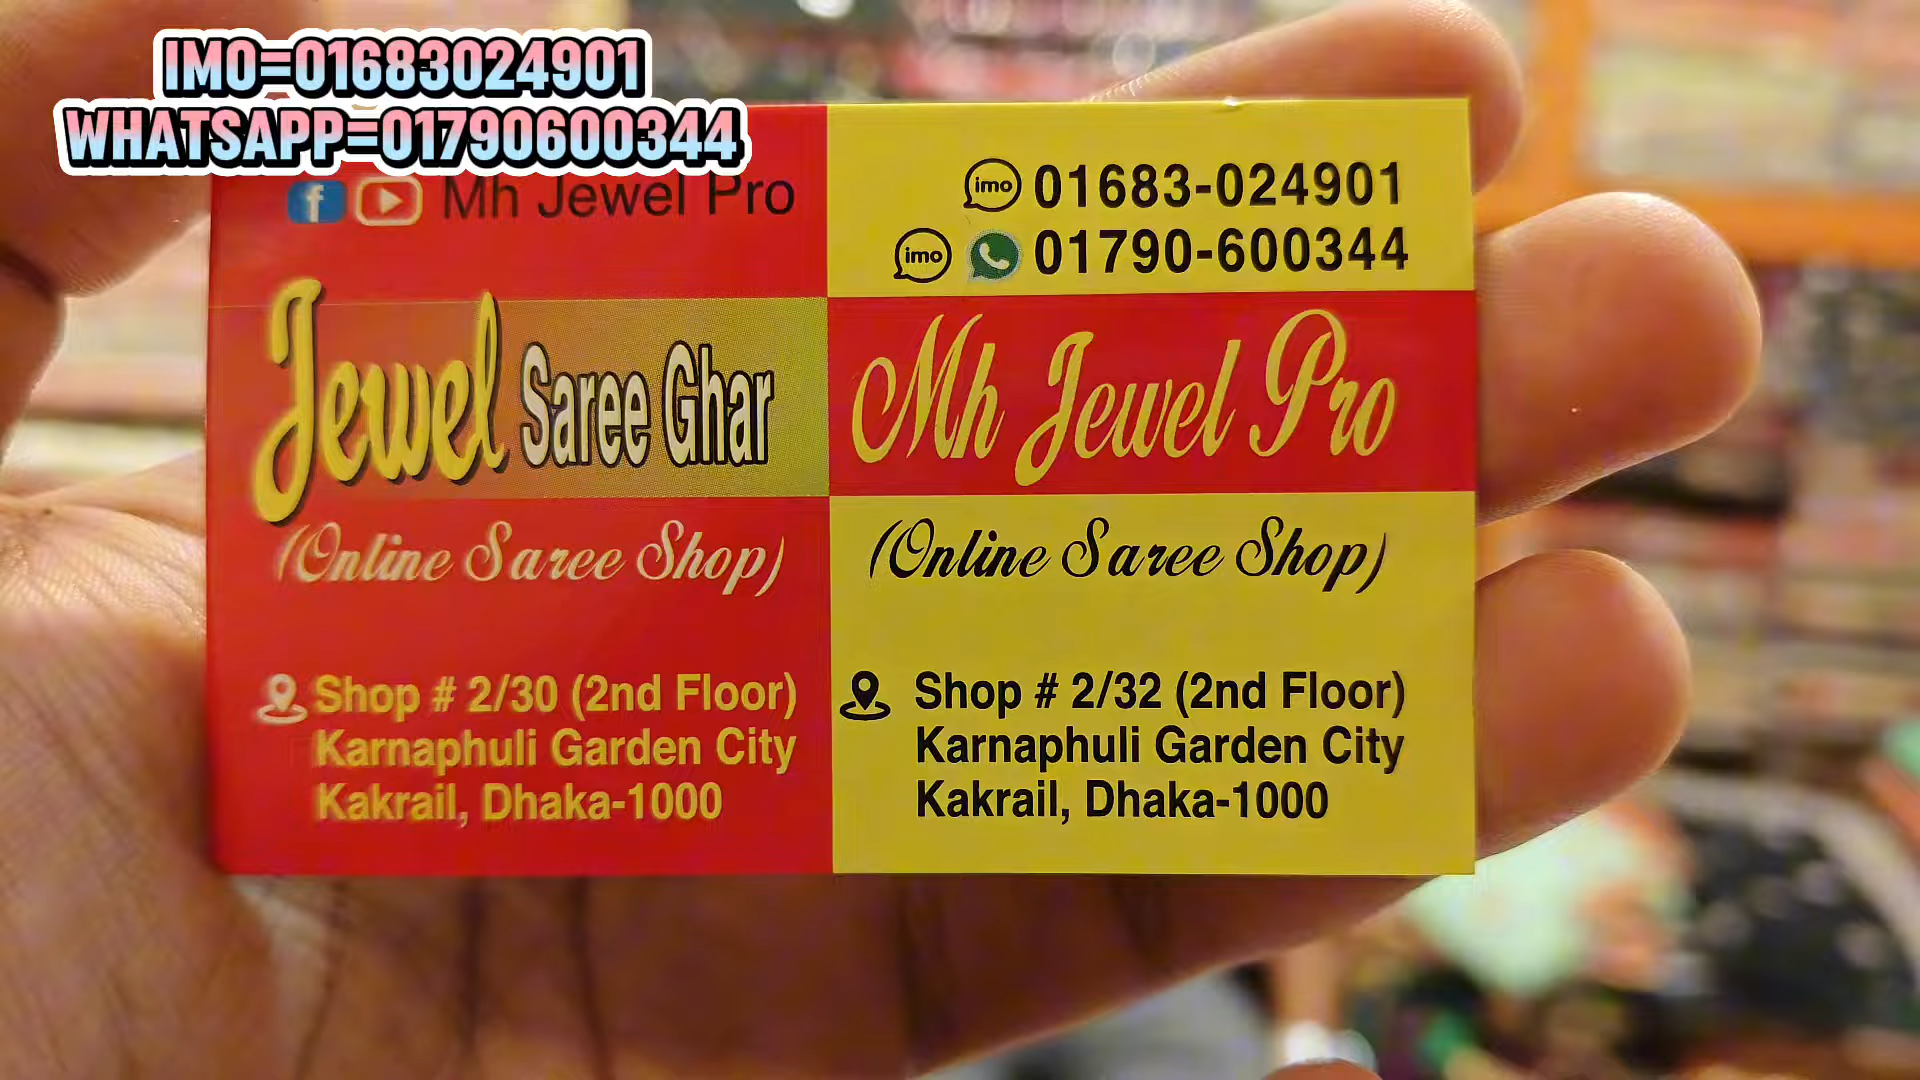 IMO=01683024901
WHATSAPP=01790600344
f Mh Jewel Pro
imo 01683-024901
imo 01790-600344
Jewel Saree Ghar
Mh Jewel Pro
(Online Saree Shop)
(Online Saree Shop)
Shop # 2/30 (2nd Floor)
Karnaphuli Garden City
Kakrail, Dhaka-1000
Shop # 2/32 (2nd Floor)
Karnaphuli Garden City
Kakrail, Dhaka-1000